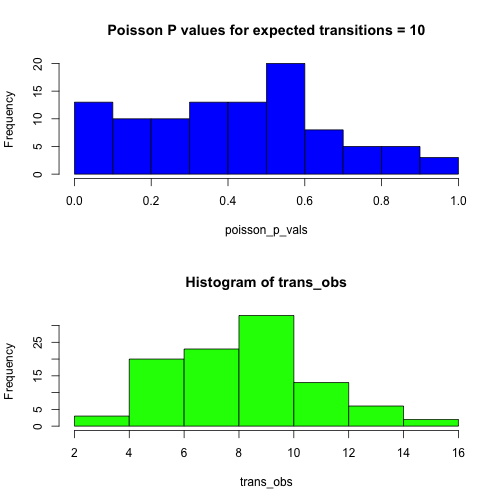 Poisson P values for expected transitions = 10
Frequency
20
15
10
5
0
0.0 0.2 0.4 0.6 0.8 1.0
poisson_p_vals
Histogram of trans_obs
Frequency
25
15
5
0
2 4 6 8 10 12 14 16
trans_obs